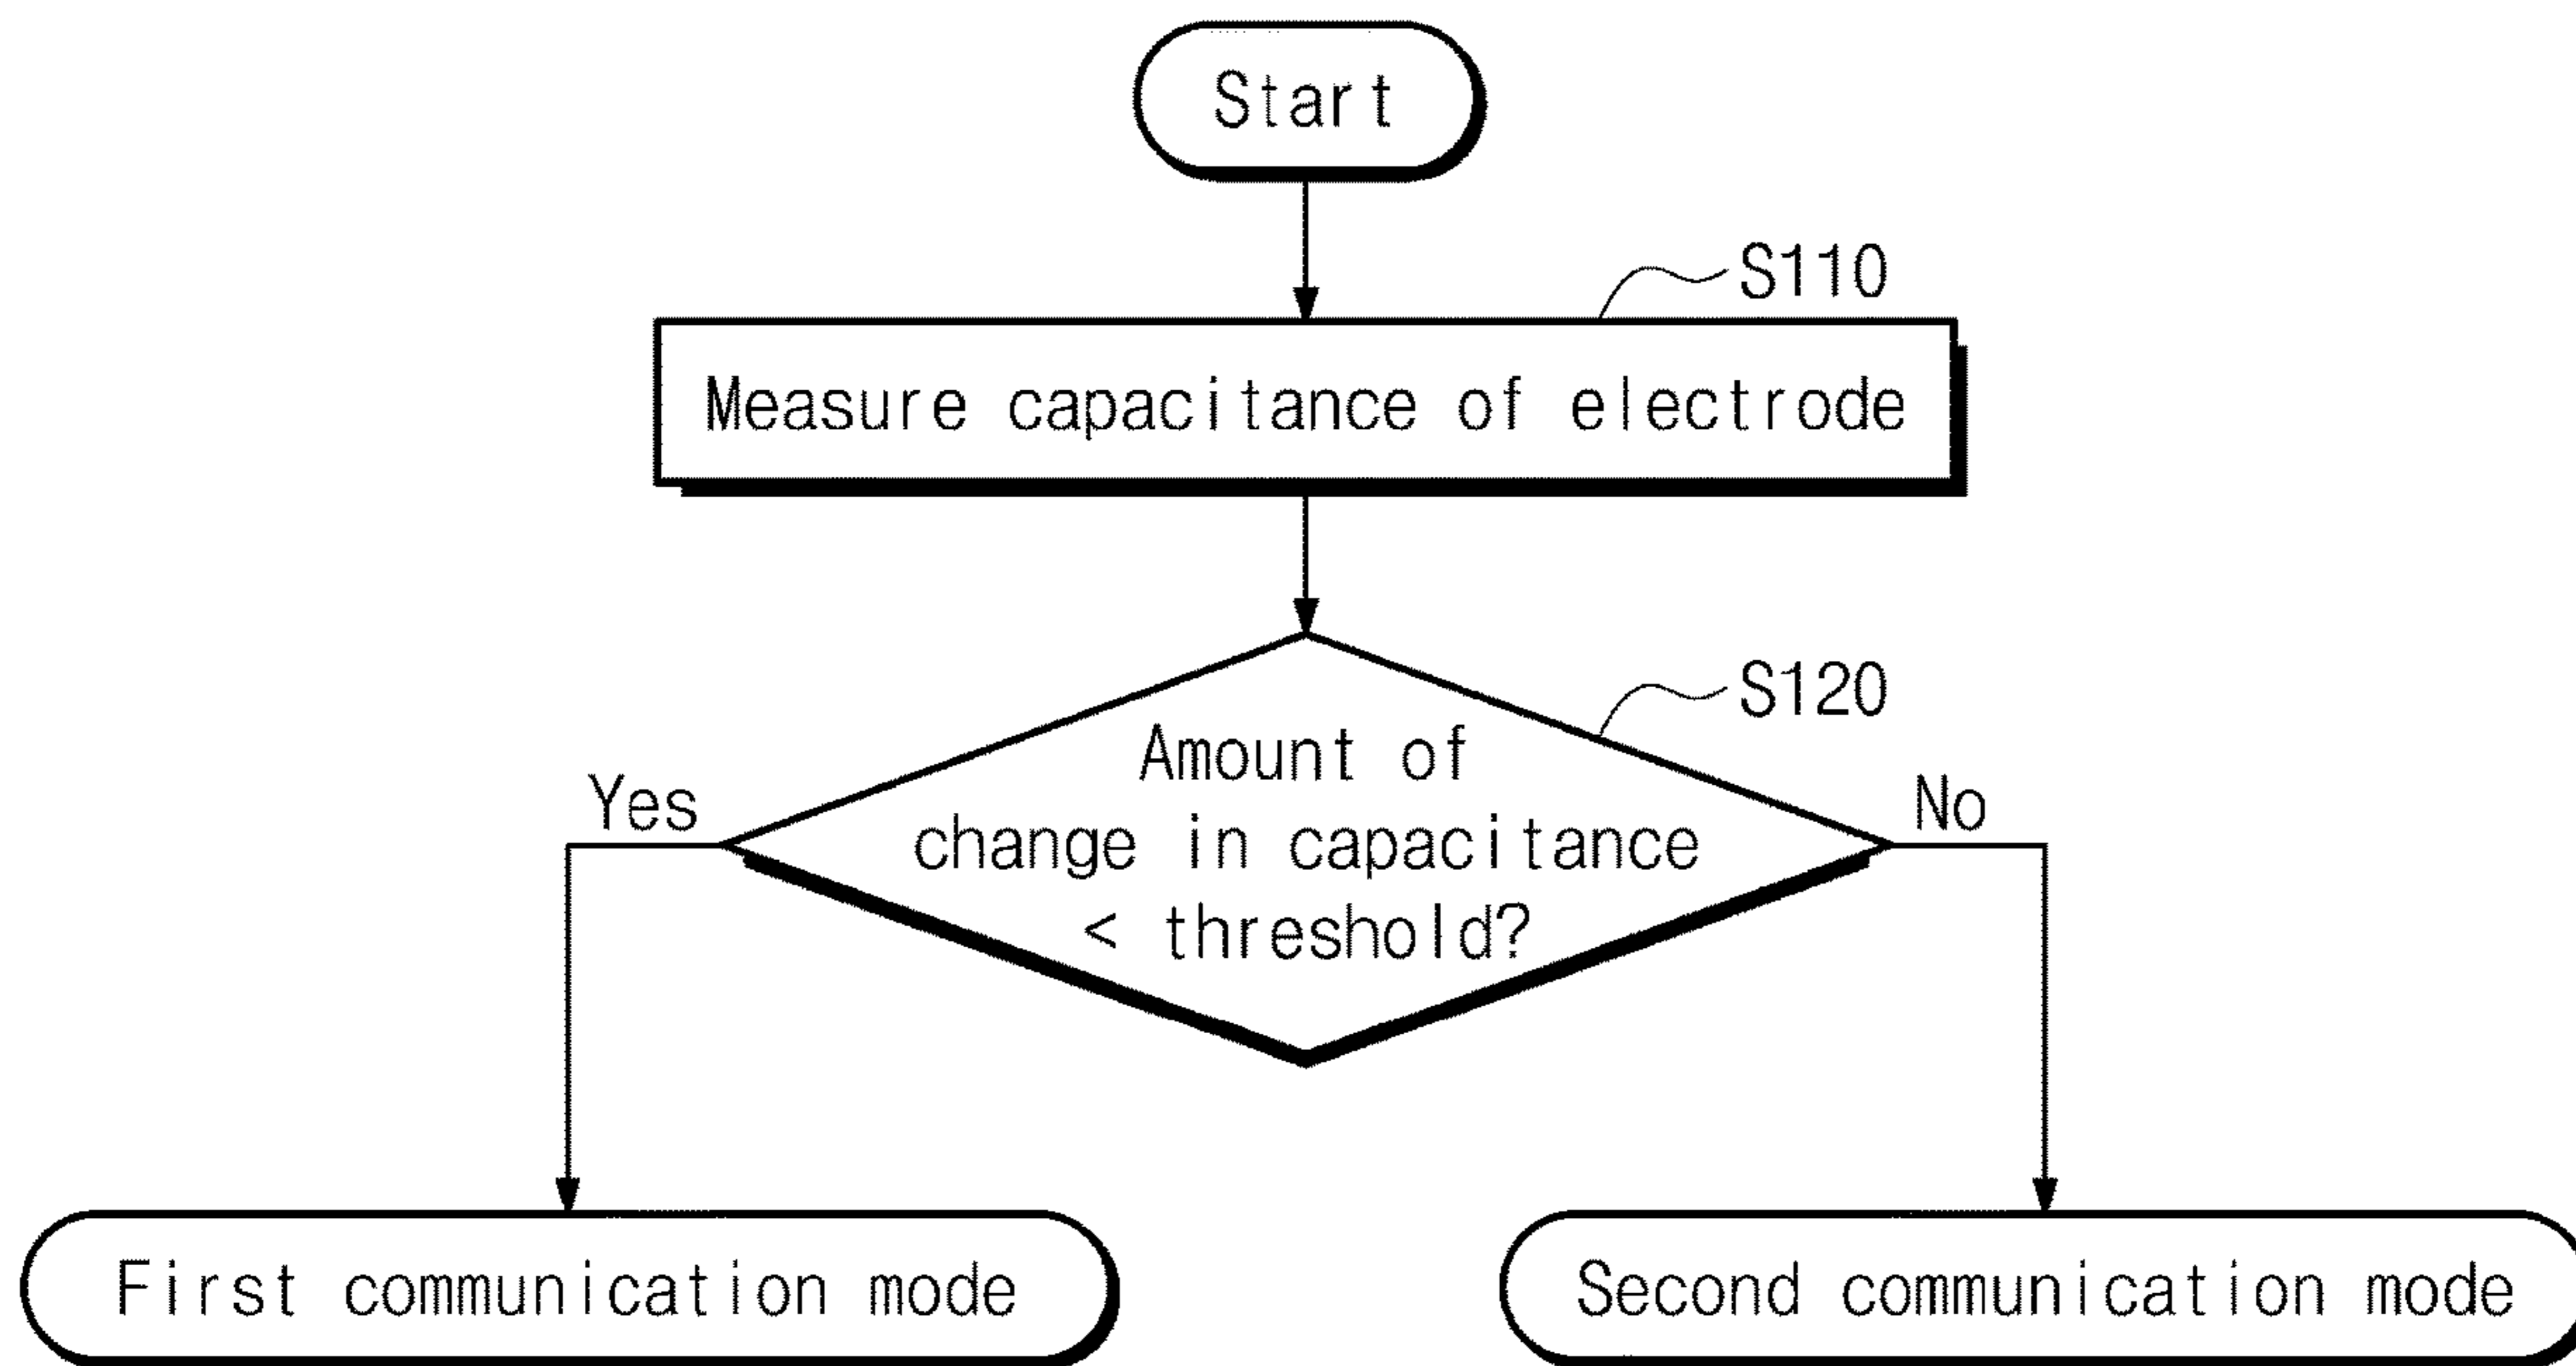 Start
S110
Measure capacitance of electrode
S120
Amount of
change in capacitance
< threshold?
Yes
No
First communication mode
Second communication mode